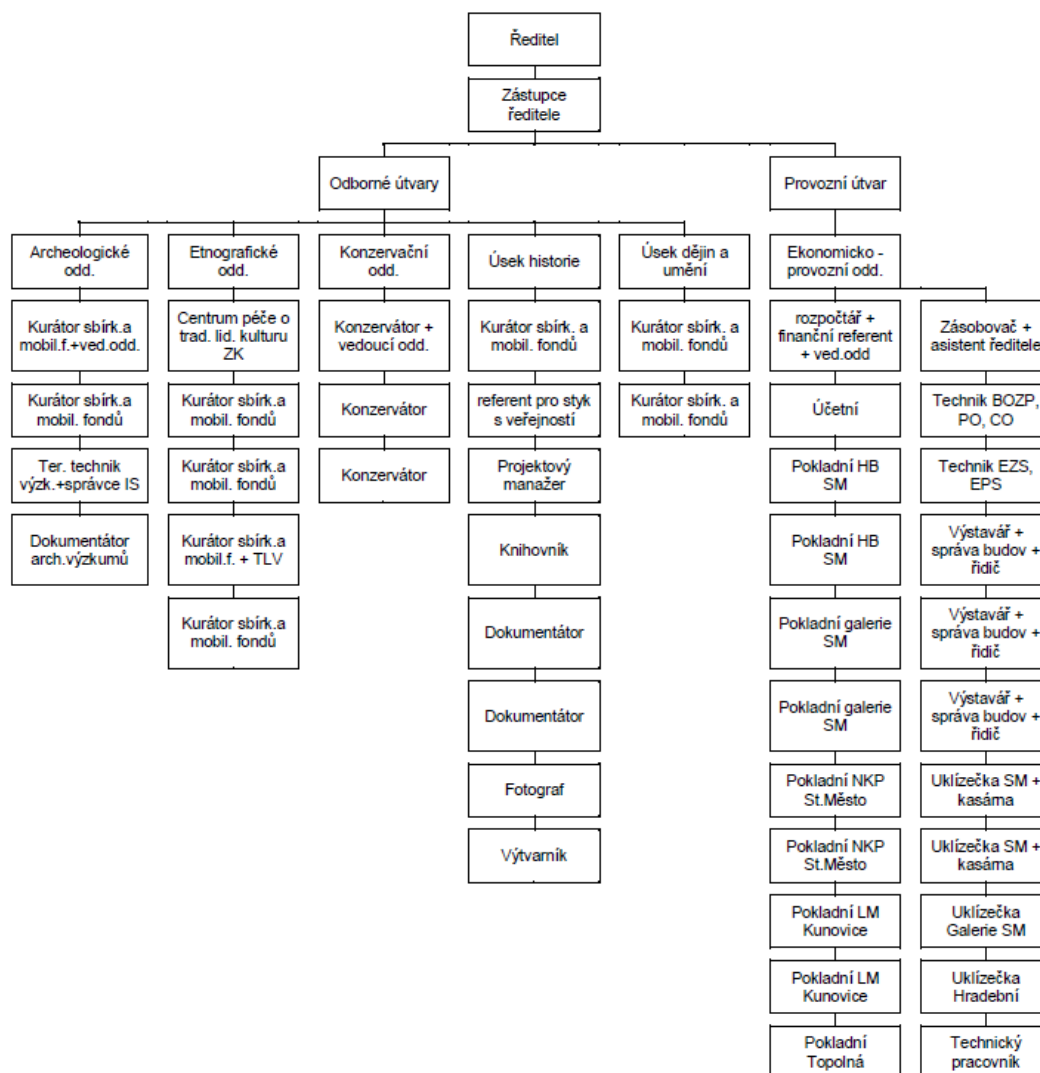 Ředitel
Zástupce
ředitele
Odborné útvary
Provozní útvar
Archeologické
odd.
Etnografické
odd.
Konzervační
odd.
Úsek historie
Úsek dějin a
umění
Ekonomicko -
provozní odd.
Kurátor sbírk.a
mobil.f.+ved.odd.
Centrum péče o
trad. lid. kulturu
ZK
Konzervátor +
vedoucí odd.
Kurátor sbírk. a
mobil. fondů
Kurátor sbírk. a
mobil. fondů
rozpočtář +
finanční referent
+ ved.odd
Zásobovač +
asistent ředitele
Kurátor sbírk.a
mobil. fondů
Kurátor sbírk.a
mobil. fondů
Konzervátor
referent pro styk
s veřejností
Kurátor sbírk. a
mobil. fondů
Účetní
Technik BOZP,
PO, CO
Ter. technik
výzk.+správce IS
Kurátor sbírk.a
mobil. fondů
Konzervátor
Projektový
manažer
Pokladní HB
SM
Technik EZS,
EPS
Dokumentátor
arch.výzkumů
Kurátor sbírk.a
mobil.f. + TLV
Knihovník
Pokladní HB
SM
Výstavář +
správa budov +
řidič
Kurátor sbírk.a
mobil. fondů
Dokumentátor
Pokladní galerie
SM
Výstavář +
správa budov +
řidič
Dokumentátor
Pokladní galerie
SM
Výstavář +
správa budov +
řidič
Fotograf
Pokladní NKP
St.Město
Uklízečka SM +
kasárna
Výtvarník
Pokladní NKP
St.Město
Uklízečka SM +
kasárna
Pokladní LM
Kunovice
Uklízečka
Galerie SM
Pokladní LM
Kunovice
Uklízečka
Hradební
Pokladní
Topolná
Technický
pracovník